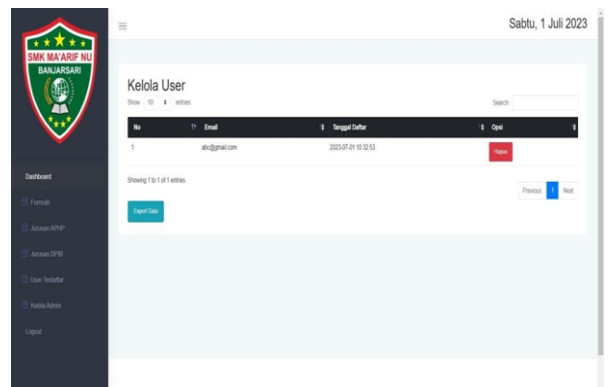 SMK MA'ARIF NU
BANJARSARI
Dashboard
Formulir
Jurusan APHP
Jurusan DPIB
User Terdaftar
Kelola Admin
Logout
Sabtu, 1 Juli 2023
Kelola User
Show 10 entries
Search
No Email Tanggal Daftar Opsi
1 abc@gmail.com 2023-07-01 10:32:53 Hapus
Showing 1 to 1 of 1 entries
Previous 1 Next
Export Data